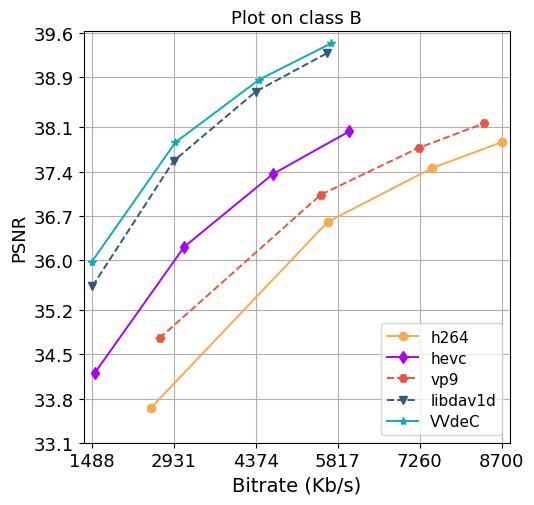 Plot on class B
39.6
38.9
38.1
37.4
36.7
36.0
35.2
34.5
33.8
33.1
PSNR
h264
hevc
vp9
libdav1d
VVdeC
1488 2931 4374 5817 7260 8700
Bitrate (Kb/s)